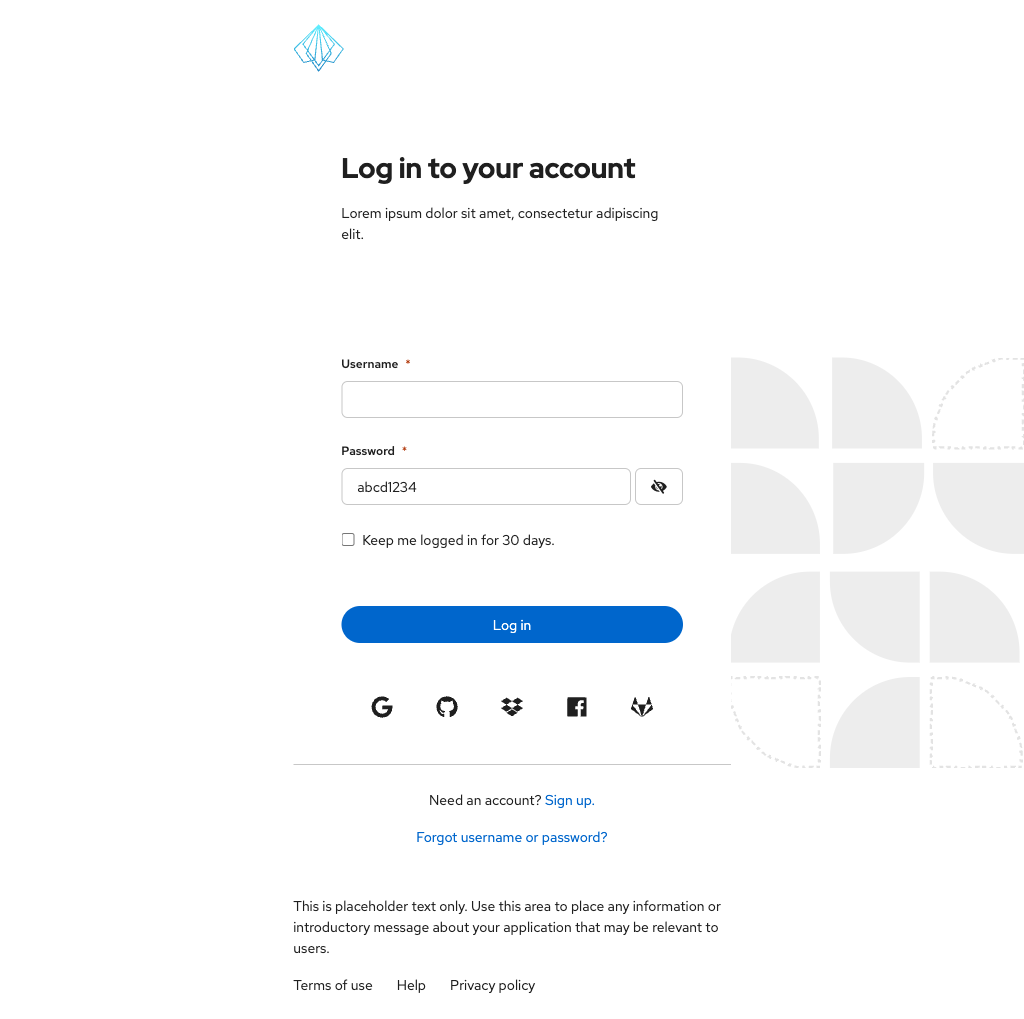 Log in to your account
Lorem ipsum dolor sit amet, consectetur adipiscing
elit.
Username *
Password *
abcd1234
Keep me logged in for 30 days.
Log in
Need an account? Sign up.
Forgot username or password?
This is placeholder text only. Use this area to place any information or
introductory message about your application that may be relevant to
users.
Terms of use Help Privacy policy